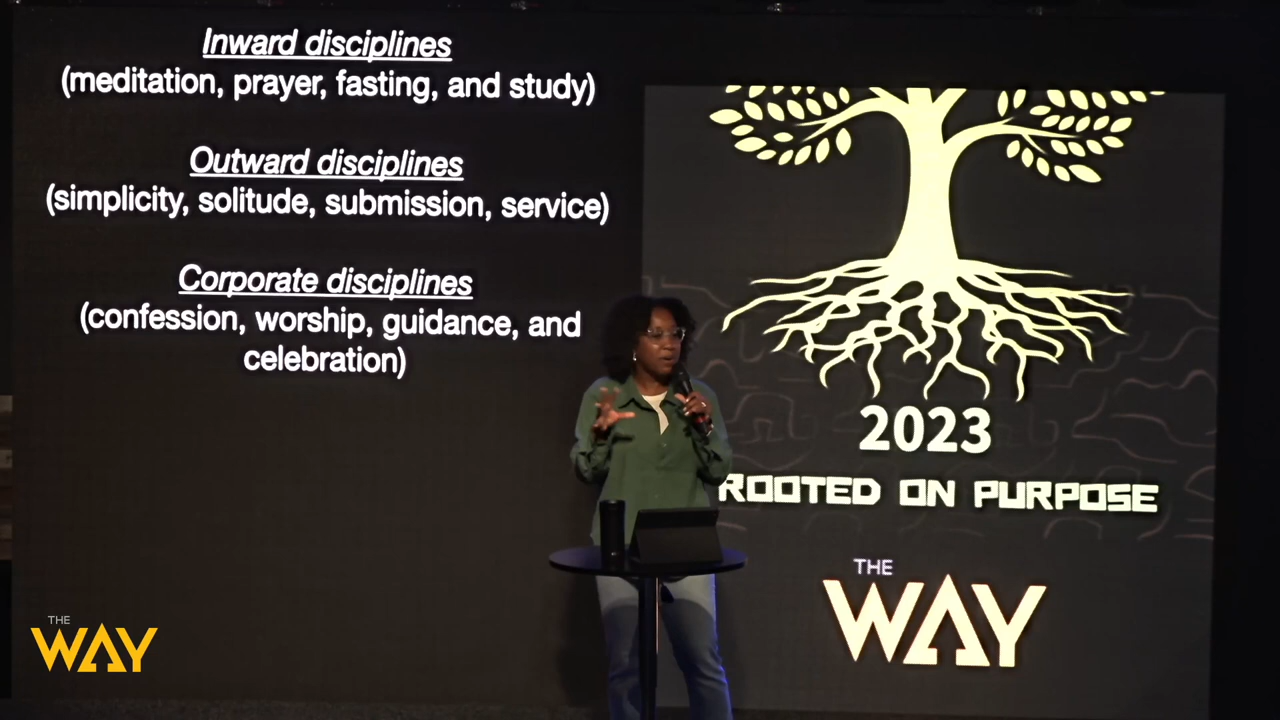 Inward disciplines
(meditation, prayer, fasting, and study)
Outward disciplines
(simplicity, solitude, submission, service)
Corporate disciplines
(confession, worship, guidance, and
celebration)
2023
ROOTED ON PURPOSE
THE
WAY
THE
WAY